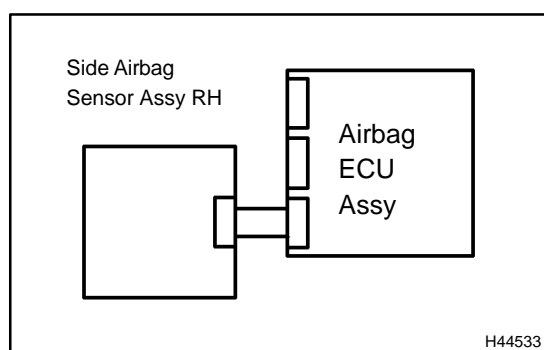 Side Airbag
Sensor Assy RH
Airbag
ECU
Assy
H44533